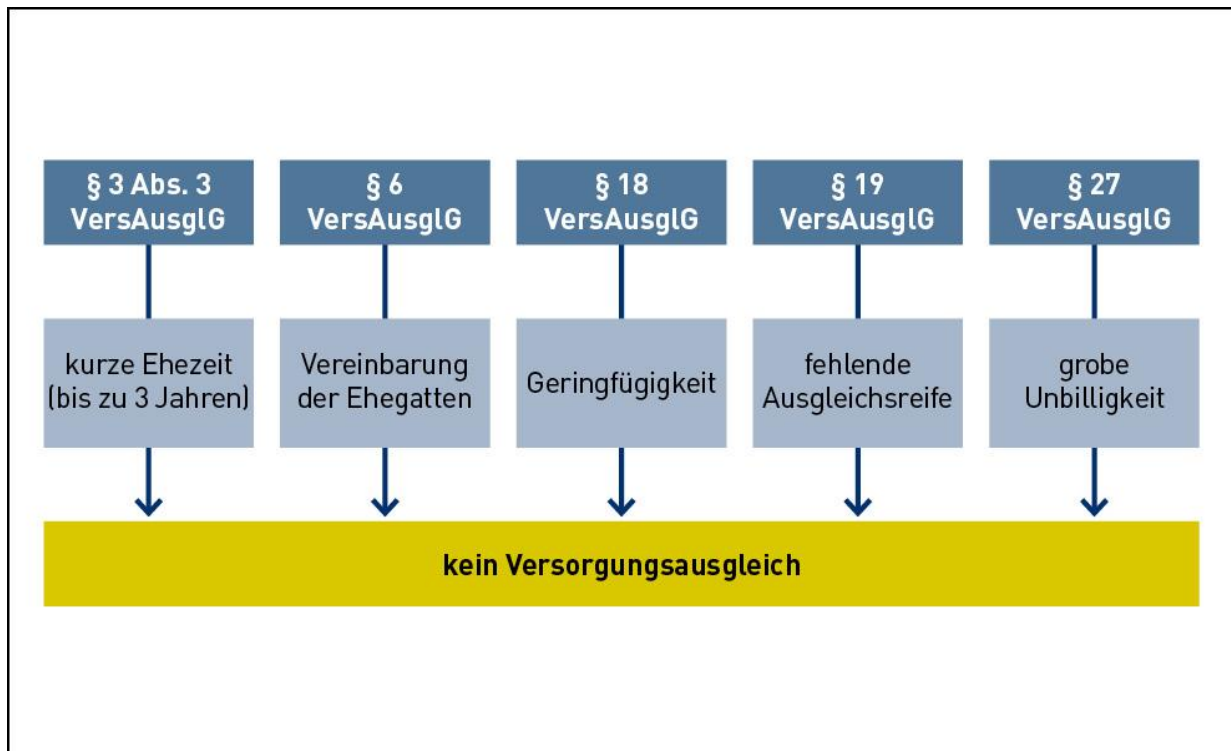 § 3 Abs. 3
VersAusglG
§ 6
VersAusglG
§ 18
VersAusglG
§ 19
VersAusglG
§ 27
VersAusglG
kurze Ehezeit
(bis zu 3 Jahren)
Vereinbarung
der Ehegatten
Geringfügigkeit
fehlende
Ausgleichsreife
grobe
Unbilligkeit
kein Versorgungsausgleich